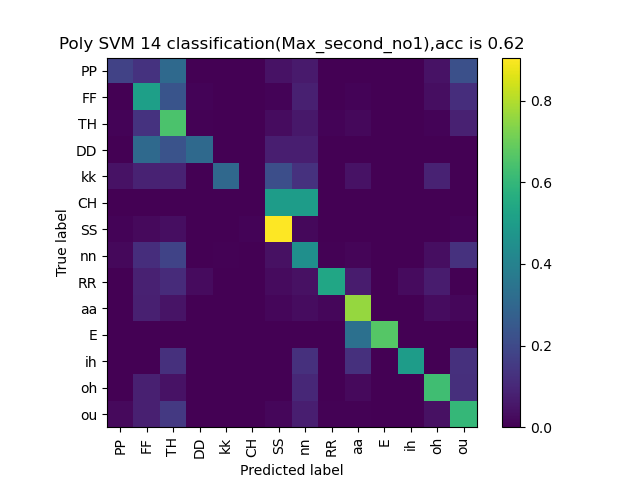 Poly SVM 14 classification(Max_second_no1),acc is 0.62
True label
PP
FF
TH
DD
kk
CH
SS
nn
RR
aa
E
ih
oh
ou
PP
FF
TH
DD
kk
CH
SS
nn
RR
aa
E
ih
oh
ou
Predicted label
0.8
0.6
0.4
0.2
0.0